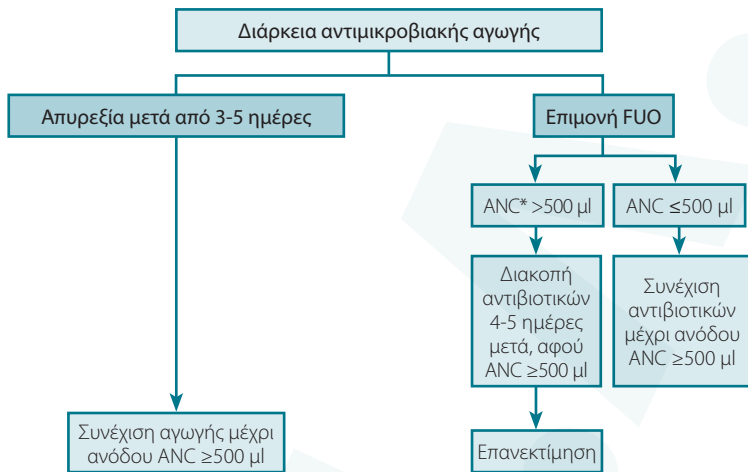 Διάρκεια αντιμικροβιακής αγωγής
Απυρεξία μετά από 3-5 ημέρες
Επιμονή FUO
ANC* >500 μl
ANC ≤500 μl
Διακοπή
αντιβιοτικών
4-5 ημέρες
μετά, αφού
ANC ≥500 μl
Συνέχιση
αντιβιοτικών
μέχρι ανόδου
ANC ≥500 μl
Συνέχιση αγωγής μέχρι
ανόδου ANC ≥500 μl
Επανεκτίμηση